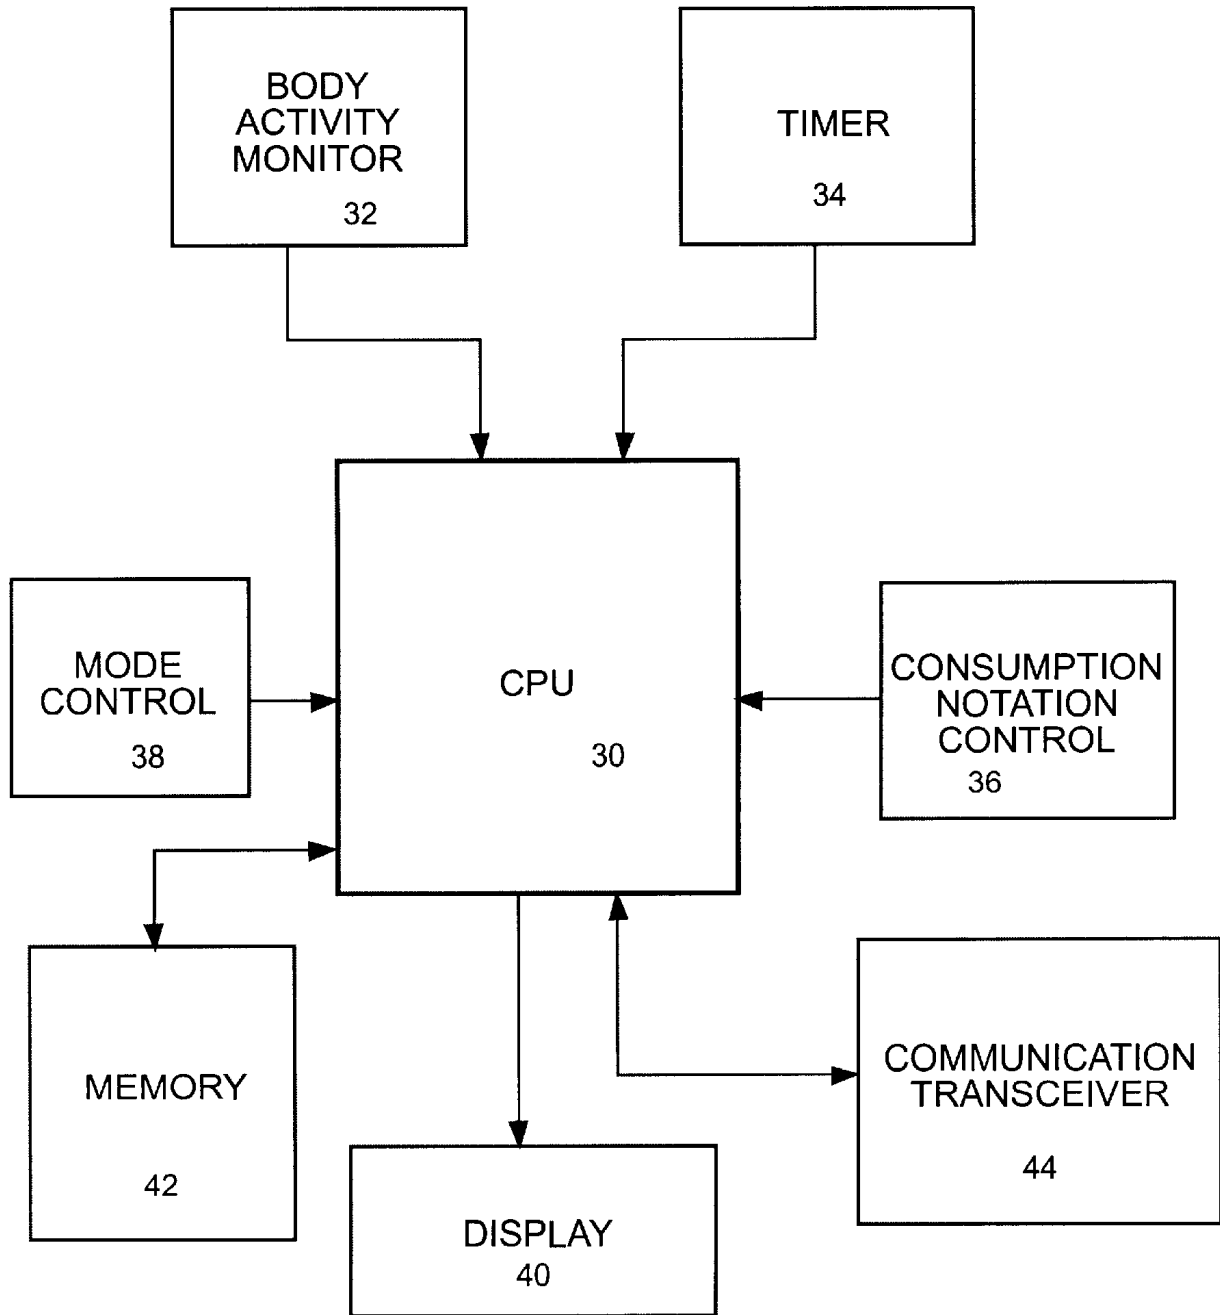 BODY
ACTIVITY
MONITOR
32
TIMER
34
MODE
CONTROL
38
CPU
30
CONSUMPTION
NOTATION
CONTROL
36
MEMORY
42
DISPLAY
40
COMMUNICATION
TRANSCEIVER
44